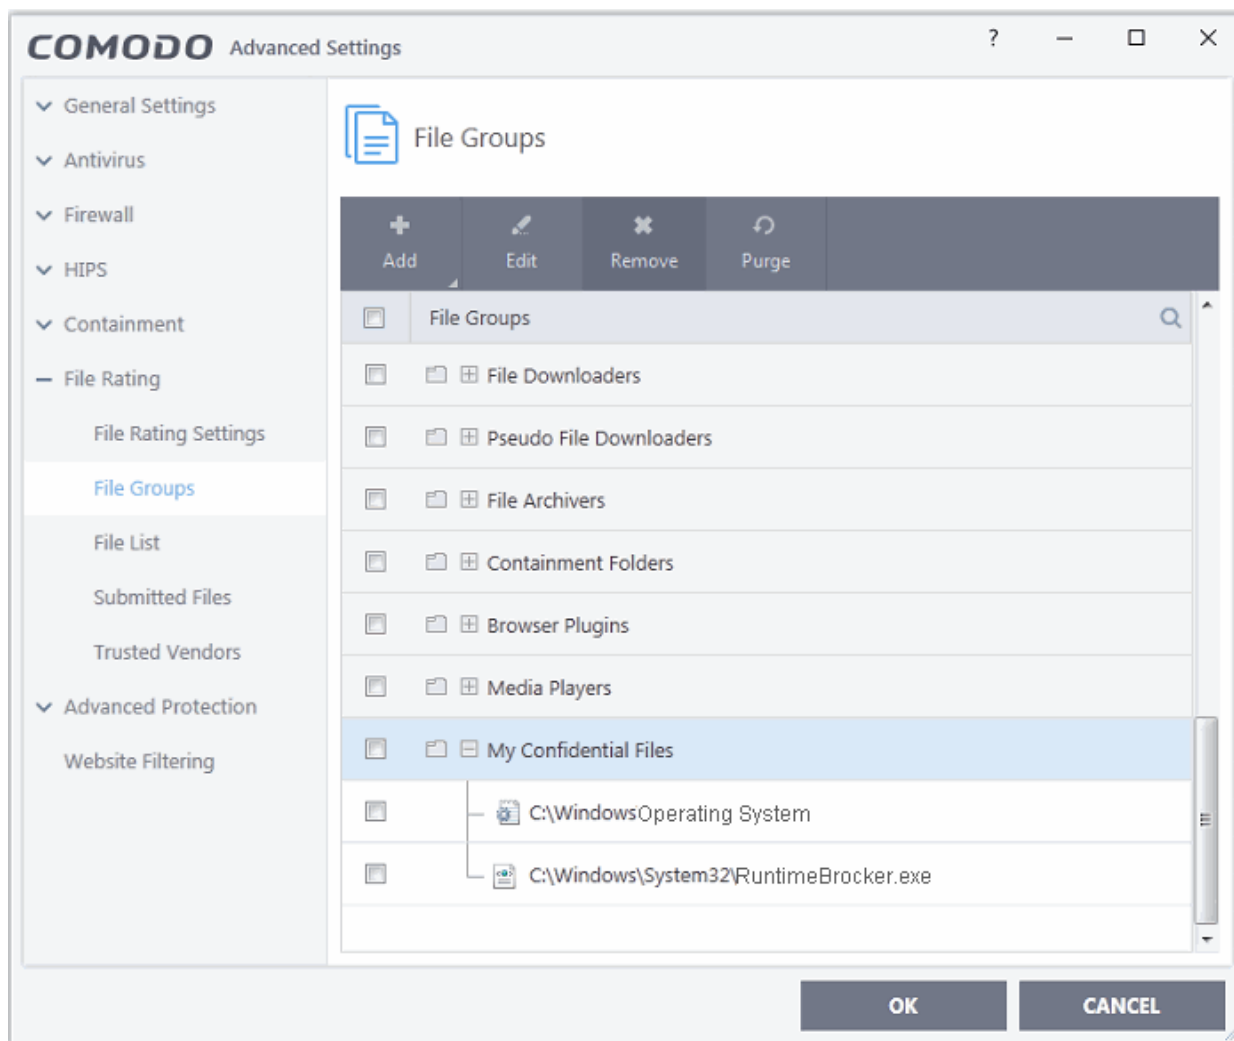 COMODO Advanced Settings ?
General Settings
Antivirus
Firewall
HIPS
Containment
File Rating
File Rating Settings
File Groups
File List
Submitted Files
Trusted Vendors
Advanced Protection
Website Filtering
File Groups
Add Edit Remove Purge
File Groups
File Downloaders
Pseudo File Downloaders
File Archivers
Containment Folders
Browser Plugins
Media Players
My Confidential Files
C:\WindowsOperating System
C:\Windows\System32\RuntimeBrocker.exe
OK CANCEL